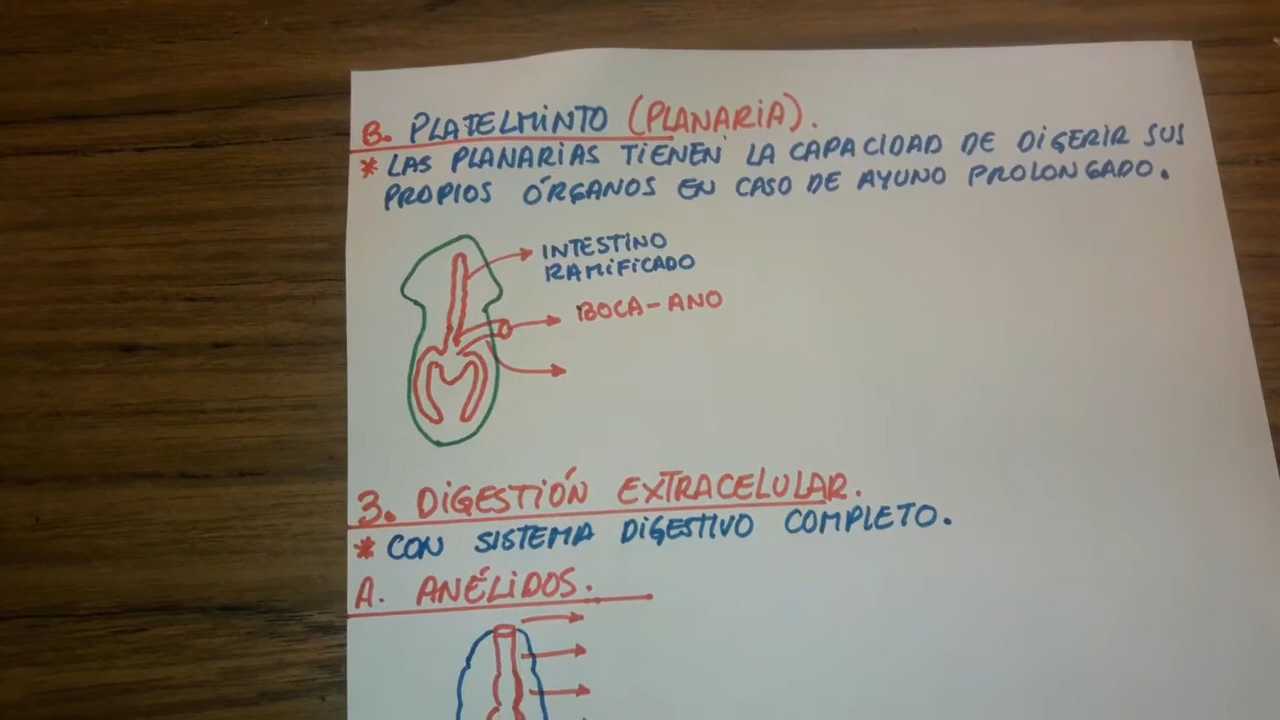 B. PLATELMINTO (PLANARIA).
* LAS PLANARIAS TIENEN LA CAPACIDAD DE DIGERIR SUS
PROPIOS ÓRGANOS EN CASO DE AYUNO PROLONGADO.
INTESTINO
RAMIFICADO
BOCA-ANO
3. DIGESTIÓN EXTRACELULAR.
* CON SISTEMA DIGESTIVO COMPLETO.
A. ANÉLIDOS.